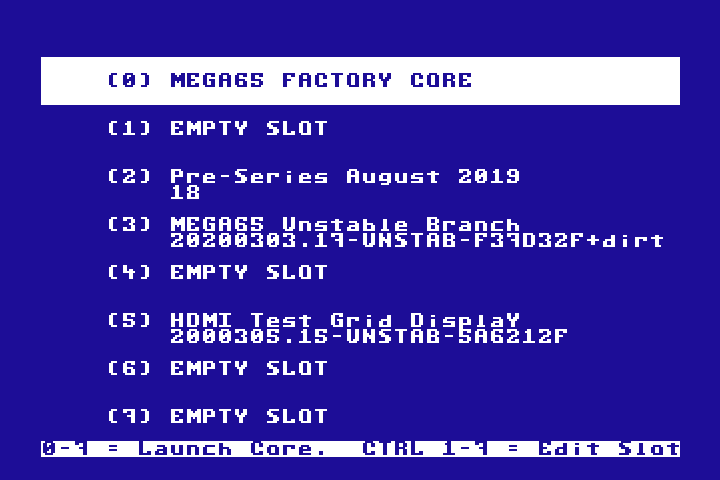 (0) MEGA65 FACTORY CORE
(1) EMPTY SLOT
(2) Pre-Series August 2019
18
(3) MEGA65 Unstable Branch
20200303.17-UNSTAB-F37D32F+dirt
(4) EMPTY SLOT
(5) HDMI Test Grid Display
2000305.15-UNSTAB-5A6212F
(6) EMPTY SLOT
(7) EMPTY SLOT
0-7 = Launch Core. CTRL 1-7 = Edit Slot